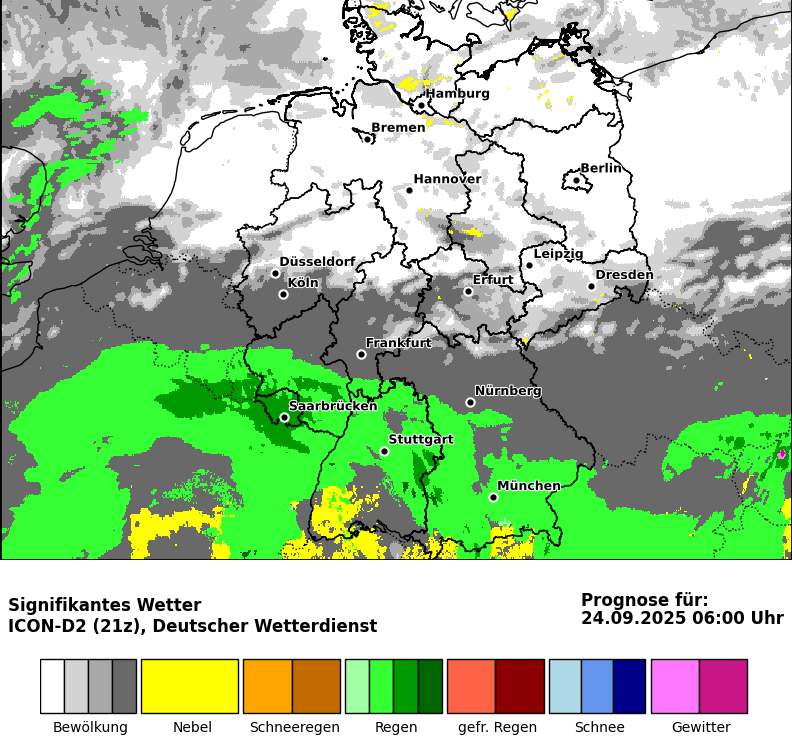 Hamburg
Bremen
Berlin
Hannover
Leipzig
Düsseldorf
Dresden
Köln
Erfurt
Frankfurt
Nürnberg
Saarbrücken
Stuttgart
München
Signifikantes Wetter
ICON-D2 (21z), Deutscher Wetterdienst
Prognose für:
24.09.2025 06:00 Uhr
Bewölkung Nebel Schneeregen Regen gefr. Regen Schnee Gewitter